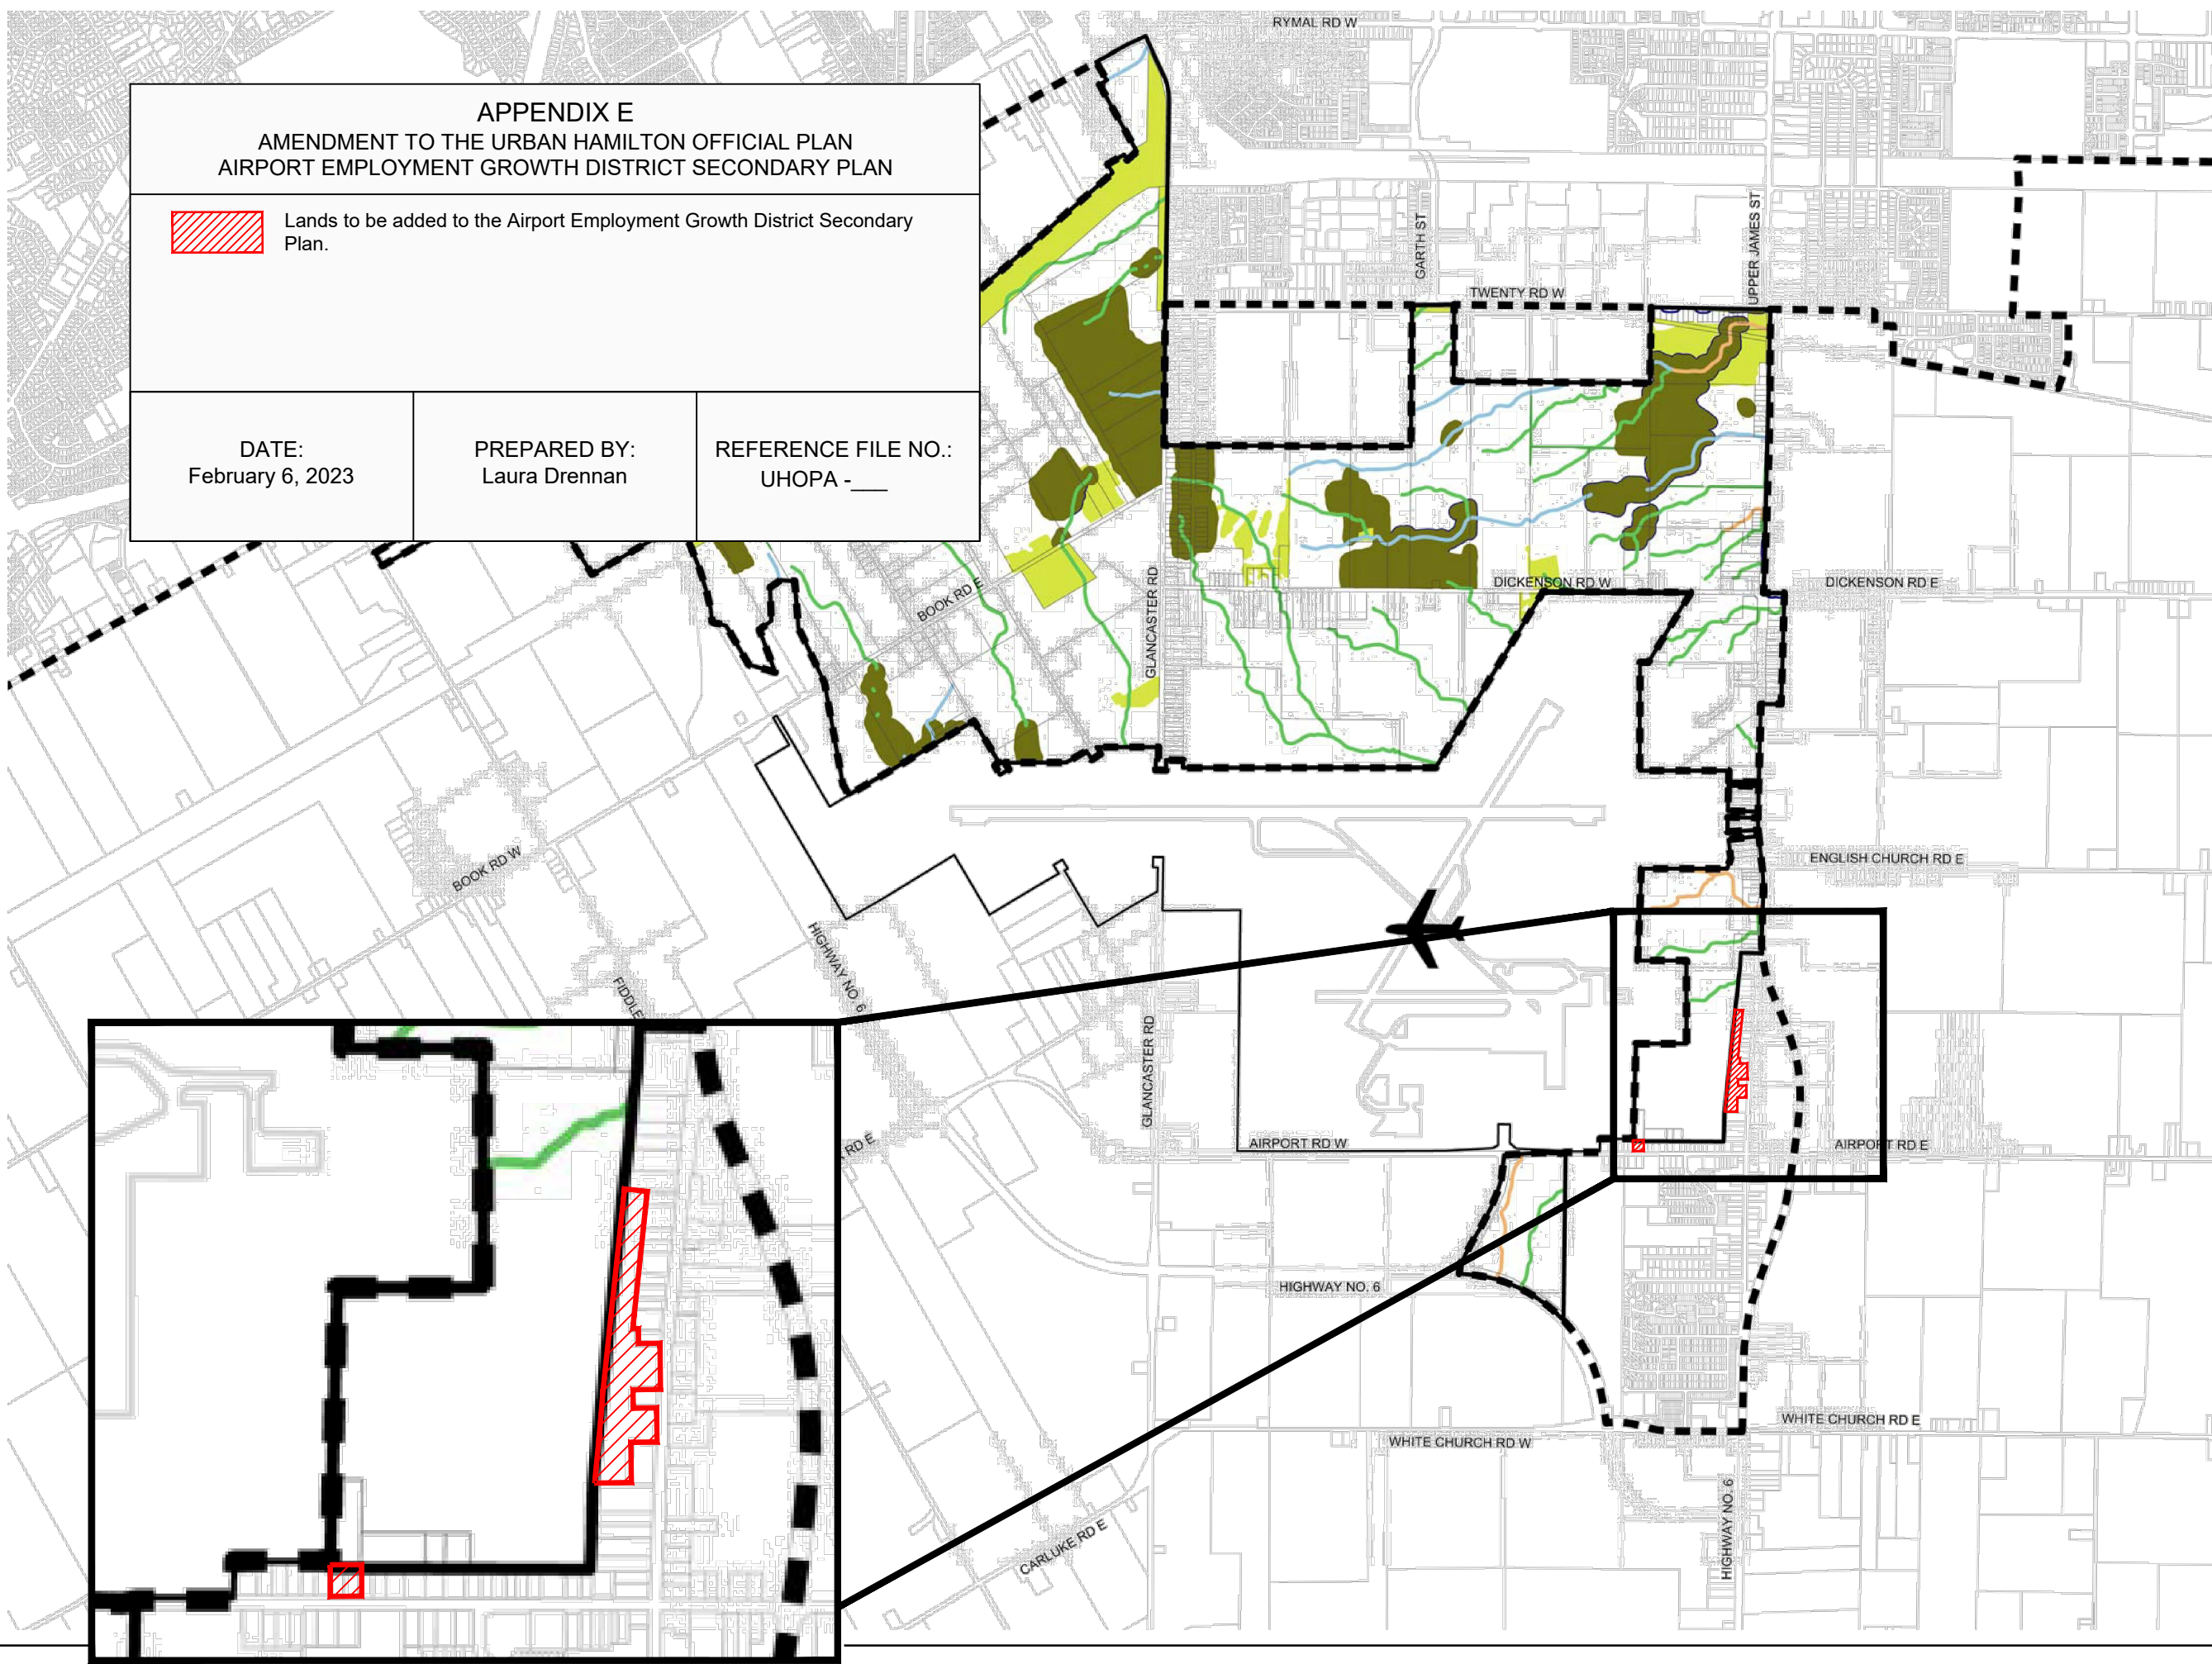 RYMAL RD W
APPENDIX E
AMENDMENT TO THE URBAN HAMILTON OFFICIAL PLAN
AIRPORT EMPLOYMENT GROWTH DISTRICT SECONDARY PLAN
Lands to be added to the Airport Employment Growth District Secondary
Plan.
DATE:
February 6, 2023
PREPARED BY:
Laura Drennan
REFERENCE FILE NO.:
UHOPA -___
GARTH ST
UPPER JAMES ST
TWENTY RD W
DICKENSON RD W
DICKENSON RD E
BOOK RD E
GLANCASTER RD
BOOK RD W
ENGLISH CHURCH RD E
HIGHWAY NO. 6
FIDDLE
GLANCASTER RD
RD E
AIRPORT RD W
AIRPORT RD E
HIGHWAY NO. 6
WHITE CHURCH RD E
WHITE CHURCH RD W
HIGHWAY NO. 6
CARLUKE RD E